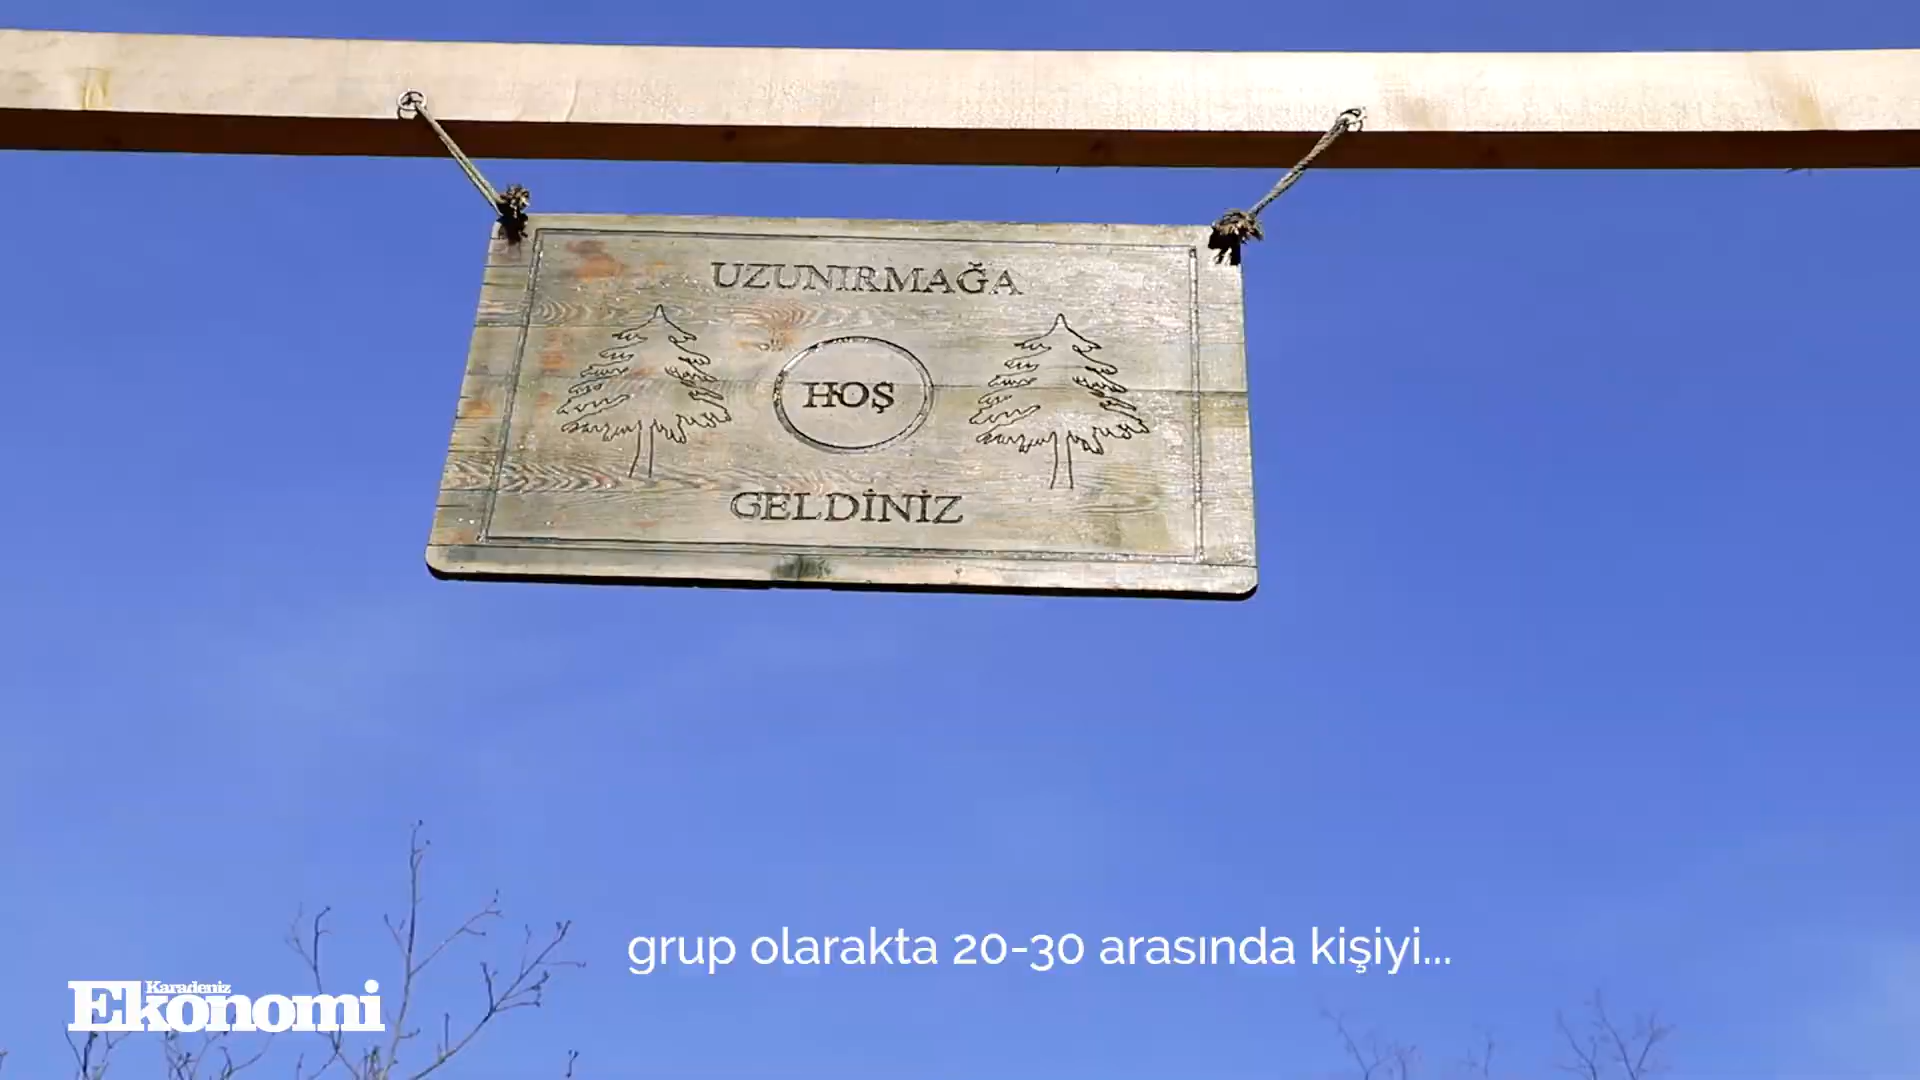 UZUNIRMAĞA
HOŞ
GELDİNİZ
grup olarakta 20-30 arasında kişiyi...
Karadeniz
Ekonomi